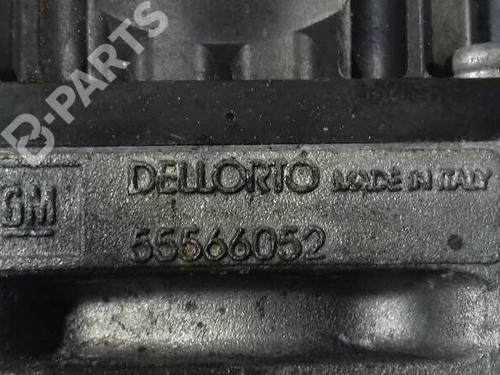 B-PARTS
DELLORTO MADE IN ITALY
GM
55566052